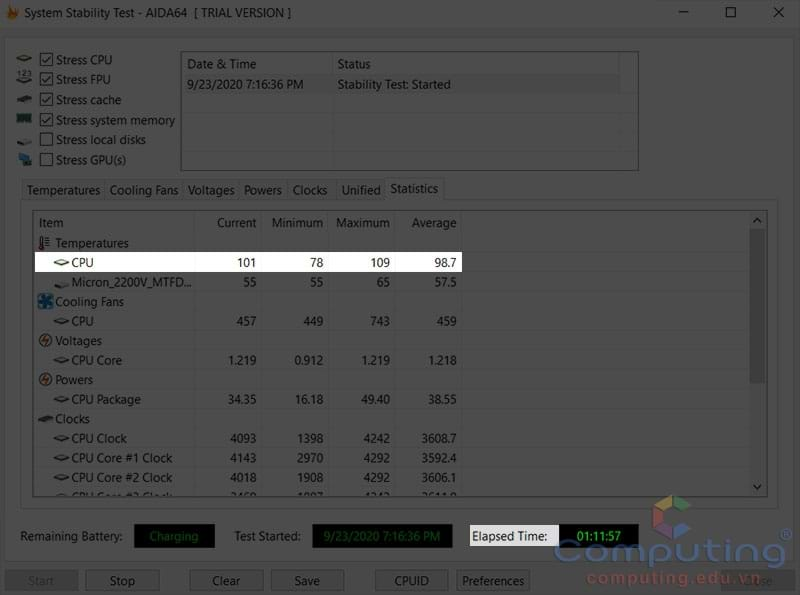 System Stability Test - AIDA64 [ TRIAL VERSION ]
Stress CPU
123
Stress FPU
Stress cache
Stress system memory
Stress local disks
Stress GPU(s)
Date & Time Status
9/23/2020 7:16:36 PM Stability Test: Started
Temperatures Cooling Fans Voltages Powers Clocks Unified Statistics
Item Current Minimum Maximum Average
Temperatures
CPU 101 78 109 98.7
Micron_2200V_MTFD... 55 55 65 57.5
Cooling Fans
CPU 457 449 743 459
Voltages
CPU Core 1.219 0.912 1.219 1.218
Powers
CPU Package 34.35 16.18 49.40 38.55
Clocks
CPU Clock 4093 1398 4242 3608.7
CPU Core #1 Clock 4143 2970 4292 3592.4
CPU Core #2 Clock 4018 1908 4292 3606.1
Remaining Battery: Charging Test Started: 9/23/2020 7:16:36 PM Elapsed Time: 01:11:57
Computing®
computing.edu.vn
Start Stop Clear Save CPUID Preferences Close